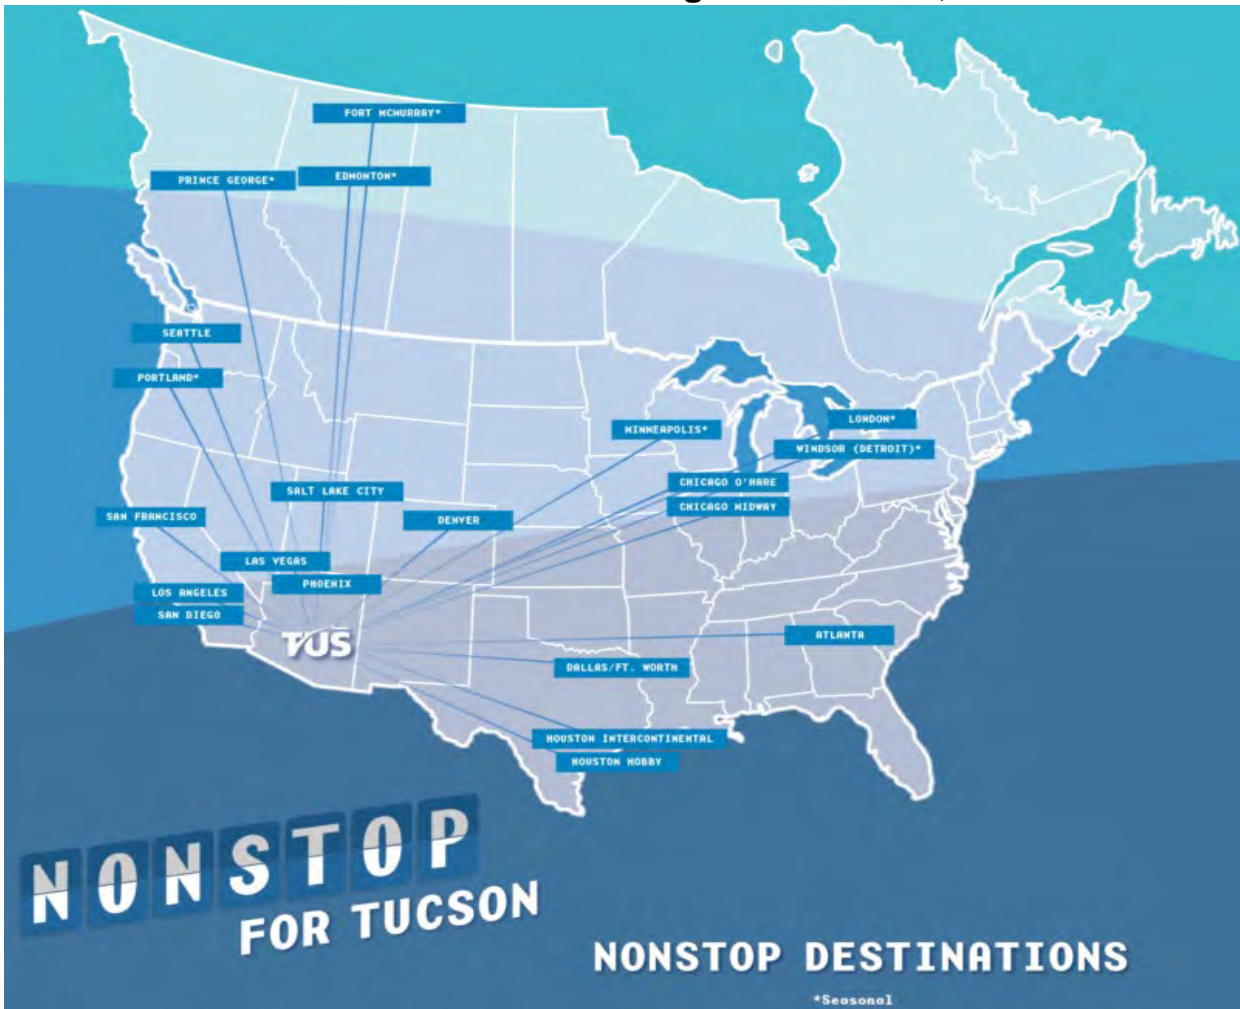 FORT MCMURRAY*
PRINCE GEORGE*
EDMONTON*
SEATTLE
PORTLAND*
MINNEAPOLIS*
LONDON*
WINDSOR (DETROIT)*
SALT LAKE CITY
CHICAGO O'HARE
CHICAGO MIDWAY
SAN FRANCISCO
DENVER
LAS VEGAS
PHOENIX
LOS ANGELES
SAN DIEGO
TUS
ATLANTA
DALLAS/FT. WORTH
HOUSTON INTERCONTINENTAL
HOUSTON HOBBY
NONSTOP
FOR TUCSON
NONSTOP DESTINATIONS
*Seasonal